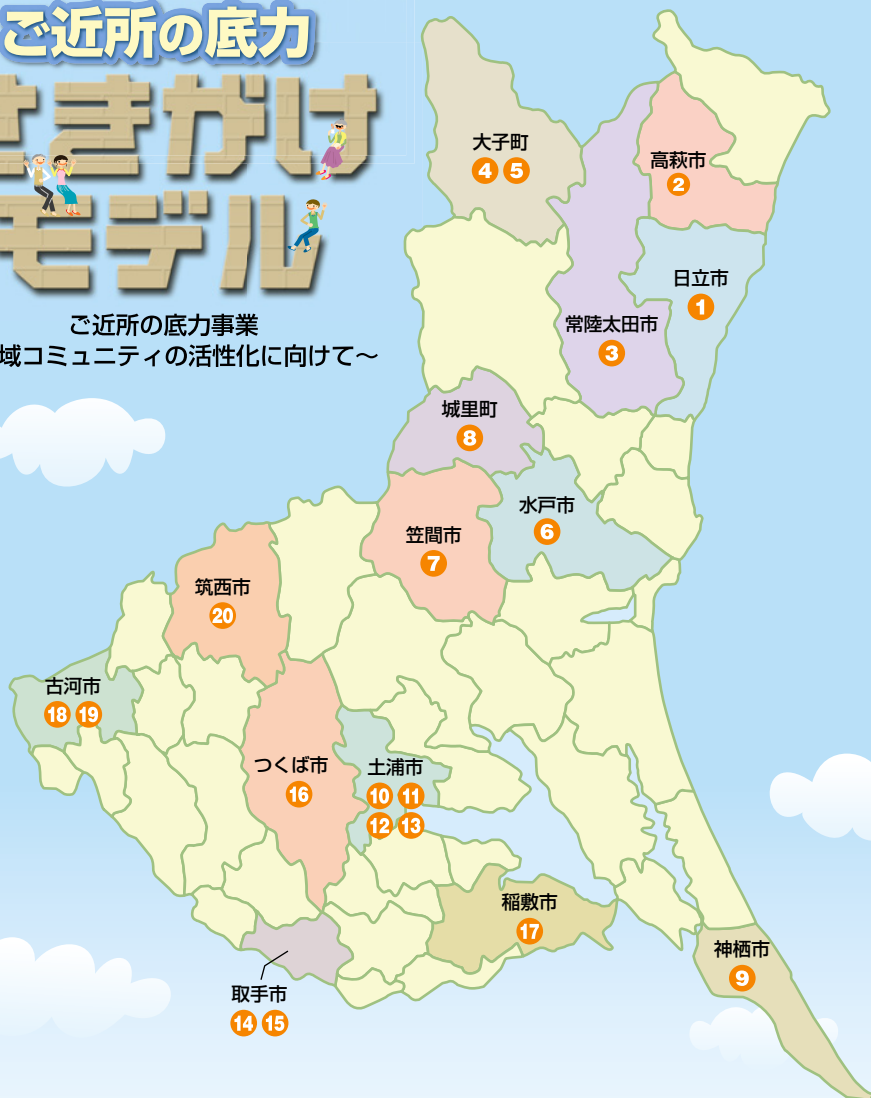 ご近所の底力
さきがけ
モデル
ご近所の底力事業
域コミュニティの活性化に向けて〜
大子町
4 5
高萩市
2
日立市
1
常陸太田市
3
城里町
8
水戸市
6
笠間市
7
筑西市
20
古河市
18 19
つくば市
16
土浦市
10 11
12 13
稲敷市
17
神栖市
9
取手市
14 15